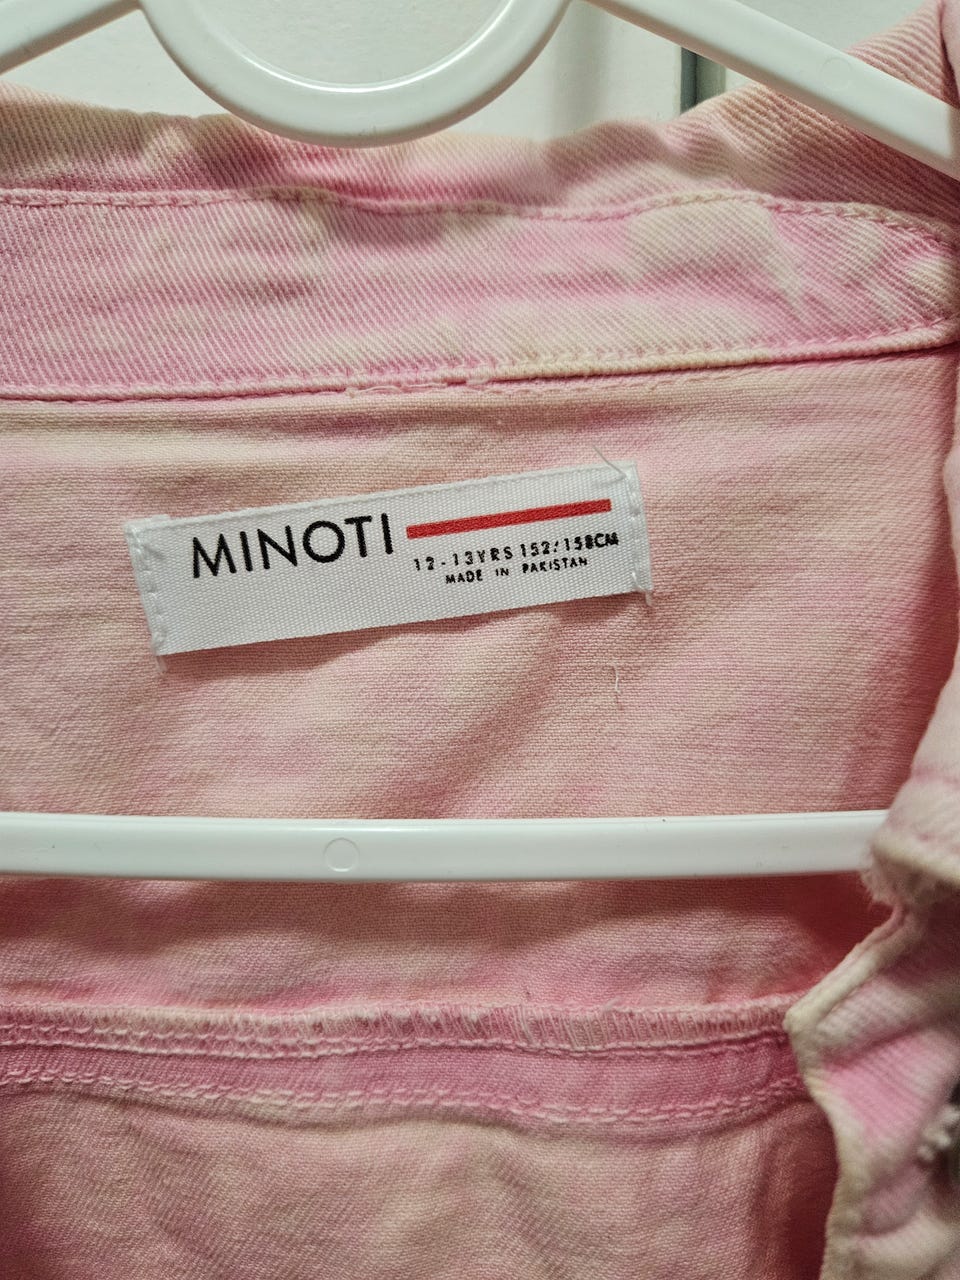 MINOTI
12-13YRS 152/158CM
MADE IN PAKISTAN